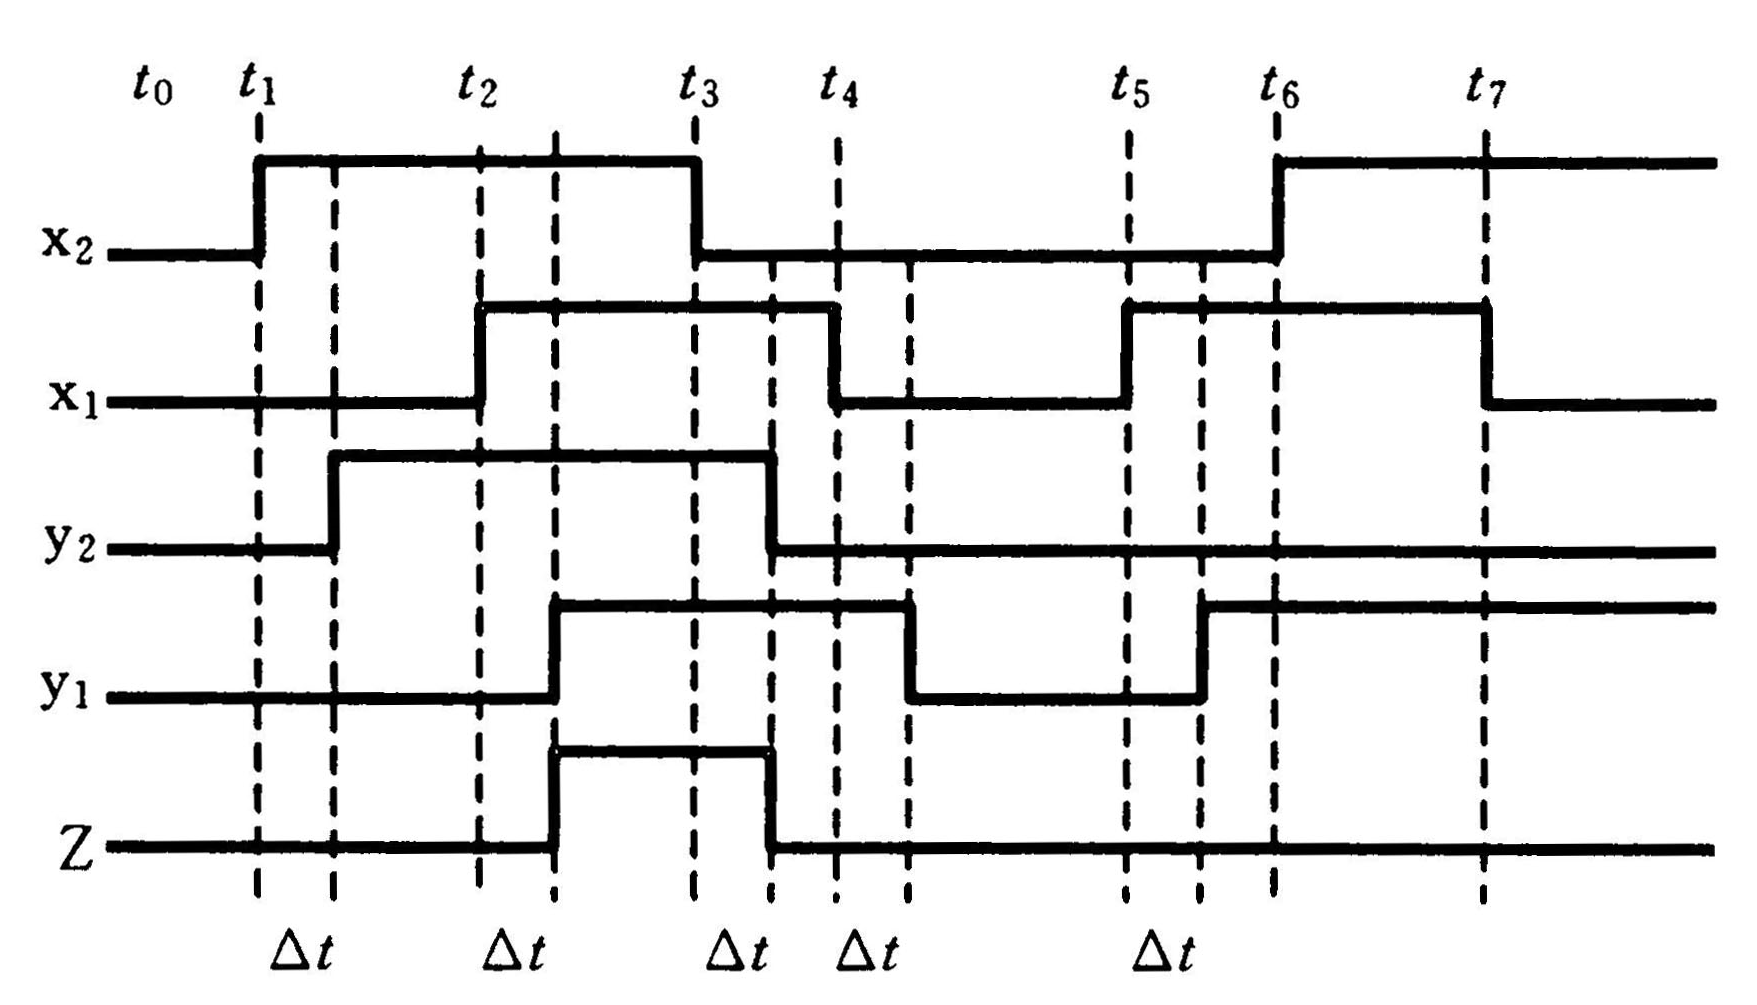 t₀ t₁ t₂ t₃ t₄ t₅ t₆ t₇
x₂
x₁
y₂
y₁
Z
Δt Δt Δt Δt Δt